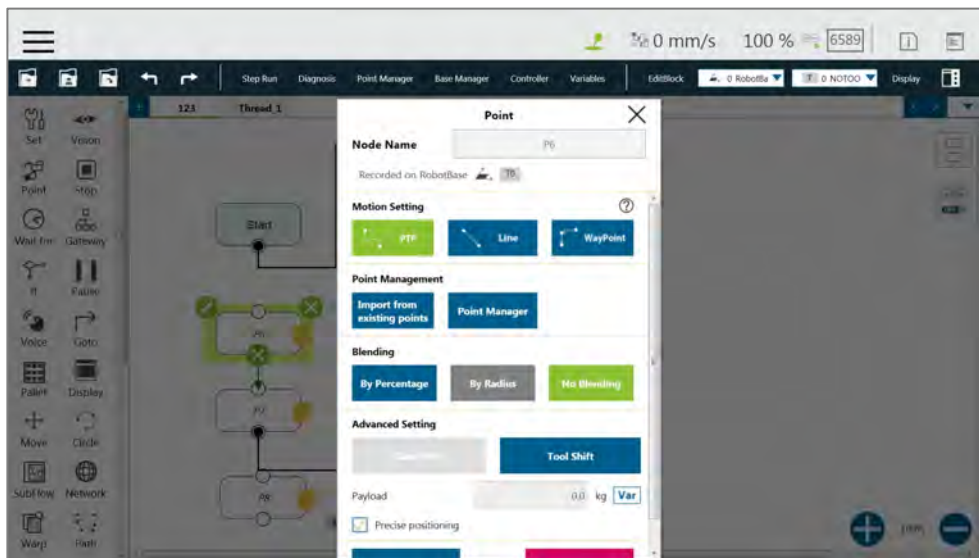 0 mm/s 100 % 6589
Step Run Diagnosis Point Manager Base Manager Controller Variables EditBlock 0 RobotBa T 0 NOTOO Display
123 Thread_1
Set Vision
Point Stop
Wait for Gateway
If Pause
Voice Goto
Pallet Display
Move Circle
SubFlow Network
Warp Path
Start
Point
Node Name P6
Recorded on RobotBase T0
Motion Setting
PTP Line WayPoint
Point Management
Import from
existing points
Point Manager
Blending
By Percentage By Radius No Blending
Advanced Setting
Tool Shift
Payload 0.0 kg Var
Precise positioning